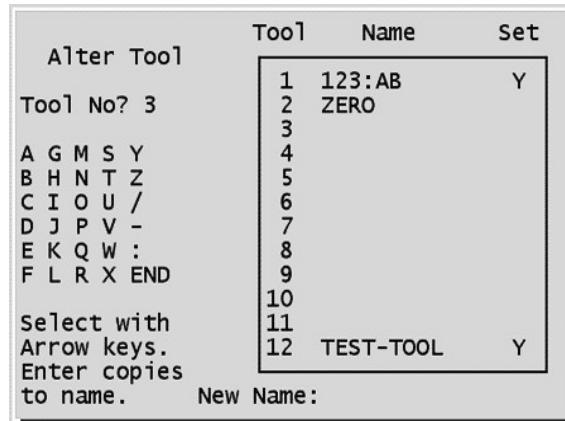 Tool Name Set
Alter Tool
1 123:AB Y
Tool No? 3
2 ZERO
3
A G M S Y
4
B H N T Z
5
C I O U /
6
D J P V -
7
E K Q W :
8
F L R X END
9
10
Select with
11
Arrow keys.
12 TEST-TOOL Y
Enter copies
to name. New Name: